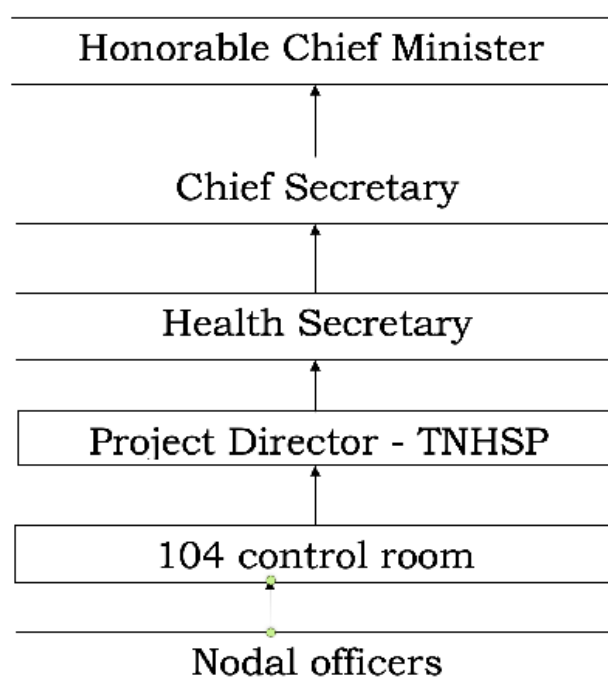 Honorable Chief Minister
Chief Secretary
Health Secretary
Project Director - TNHSP
104 control room
Nodal officers